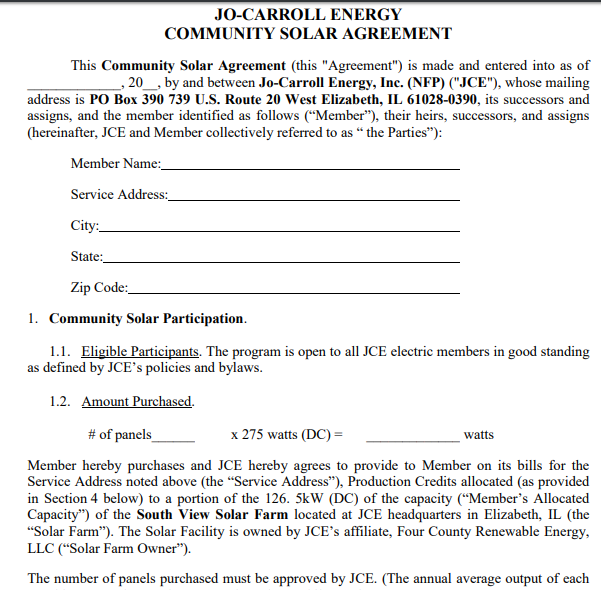 JO-CARROLL ENERGY
COMMUNITY SOLAR AGREEMENT
This Community Solar Agreement (this "Agreement") is made and entered into as of
______________, 20__, by and between Jo-Carroll Energy, Inc. (NFP) ("JCE"), whose mailing
address is PO Box 390 739 U.S. Route 20 West Elizabeth, IL 61028-0390, its successors and
assigns, and the member identified as follows (“Member”), their heirs, successors, and assigns
(hereinafter, JCE and Member collectively referred to as “ the Parties”):
Member Name:
Service Address:
City:
State:
Zip Code:
1. Community Solar Participation.
1.1. Eligible Participants. The program is open to all JCE electric members in good standing
as defined by JCE’s policies and bylaws.
1.2. Amount Purchased.
# of panels______ x 275 watts (DC) = _____________ watts
Member hereby purchases and JCE hereby agrees to provide to Member on its bills for the
Service Address noted above (the “Service Address”), Production Credits allocated (as provided
in Section 4 below) to a portion of the 126. 5kW (DC) of the capacity (“Member’s Allocated
Capacity”) of the South View Solar Farm located at JCE headquarters in Elizabeth, IL (the
“Solar Farm”). The Solar Facility is owned by JCE’s affiliate, Four County Renewable Energy,
LLC (“Solar Farm Owner”).
The number of panels purchased must be approved by JCE. (The annual average output of each